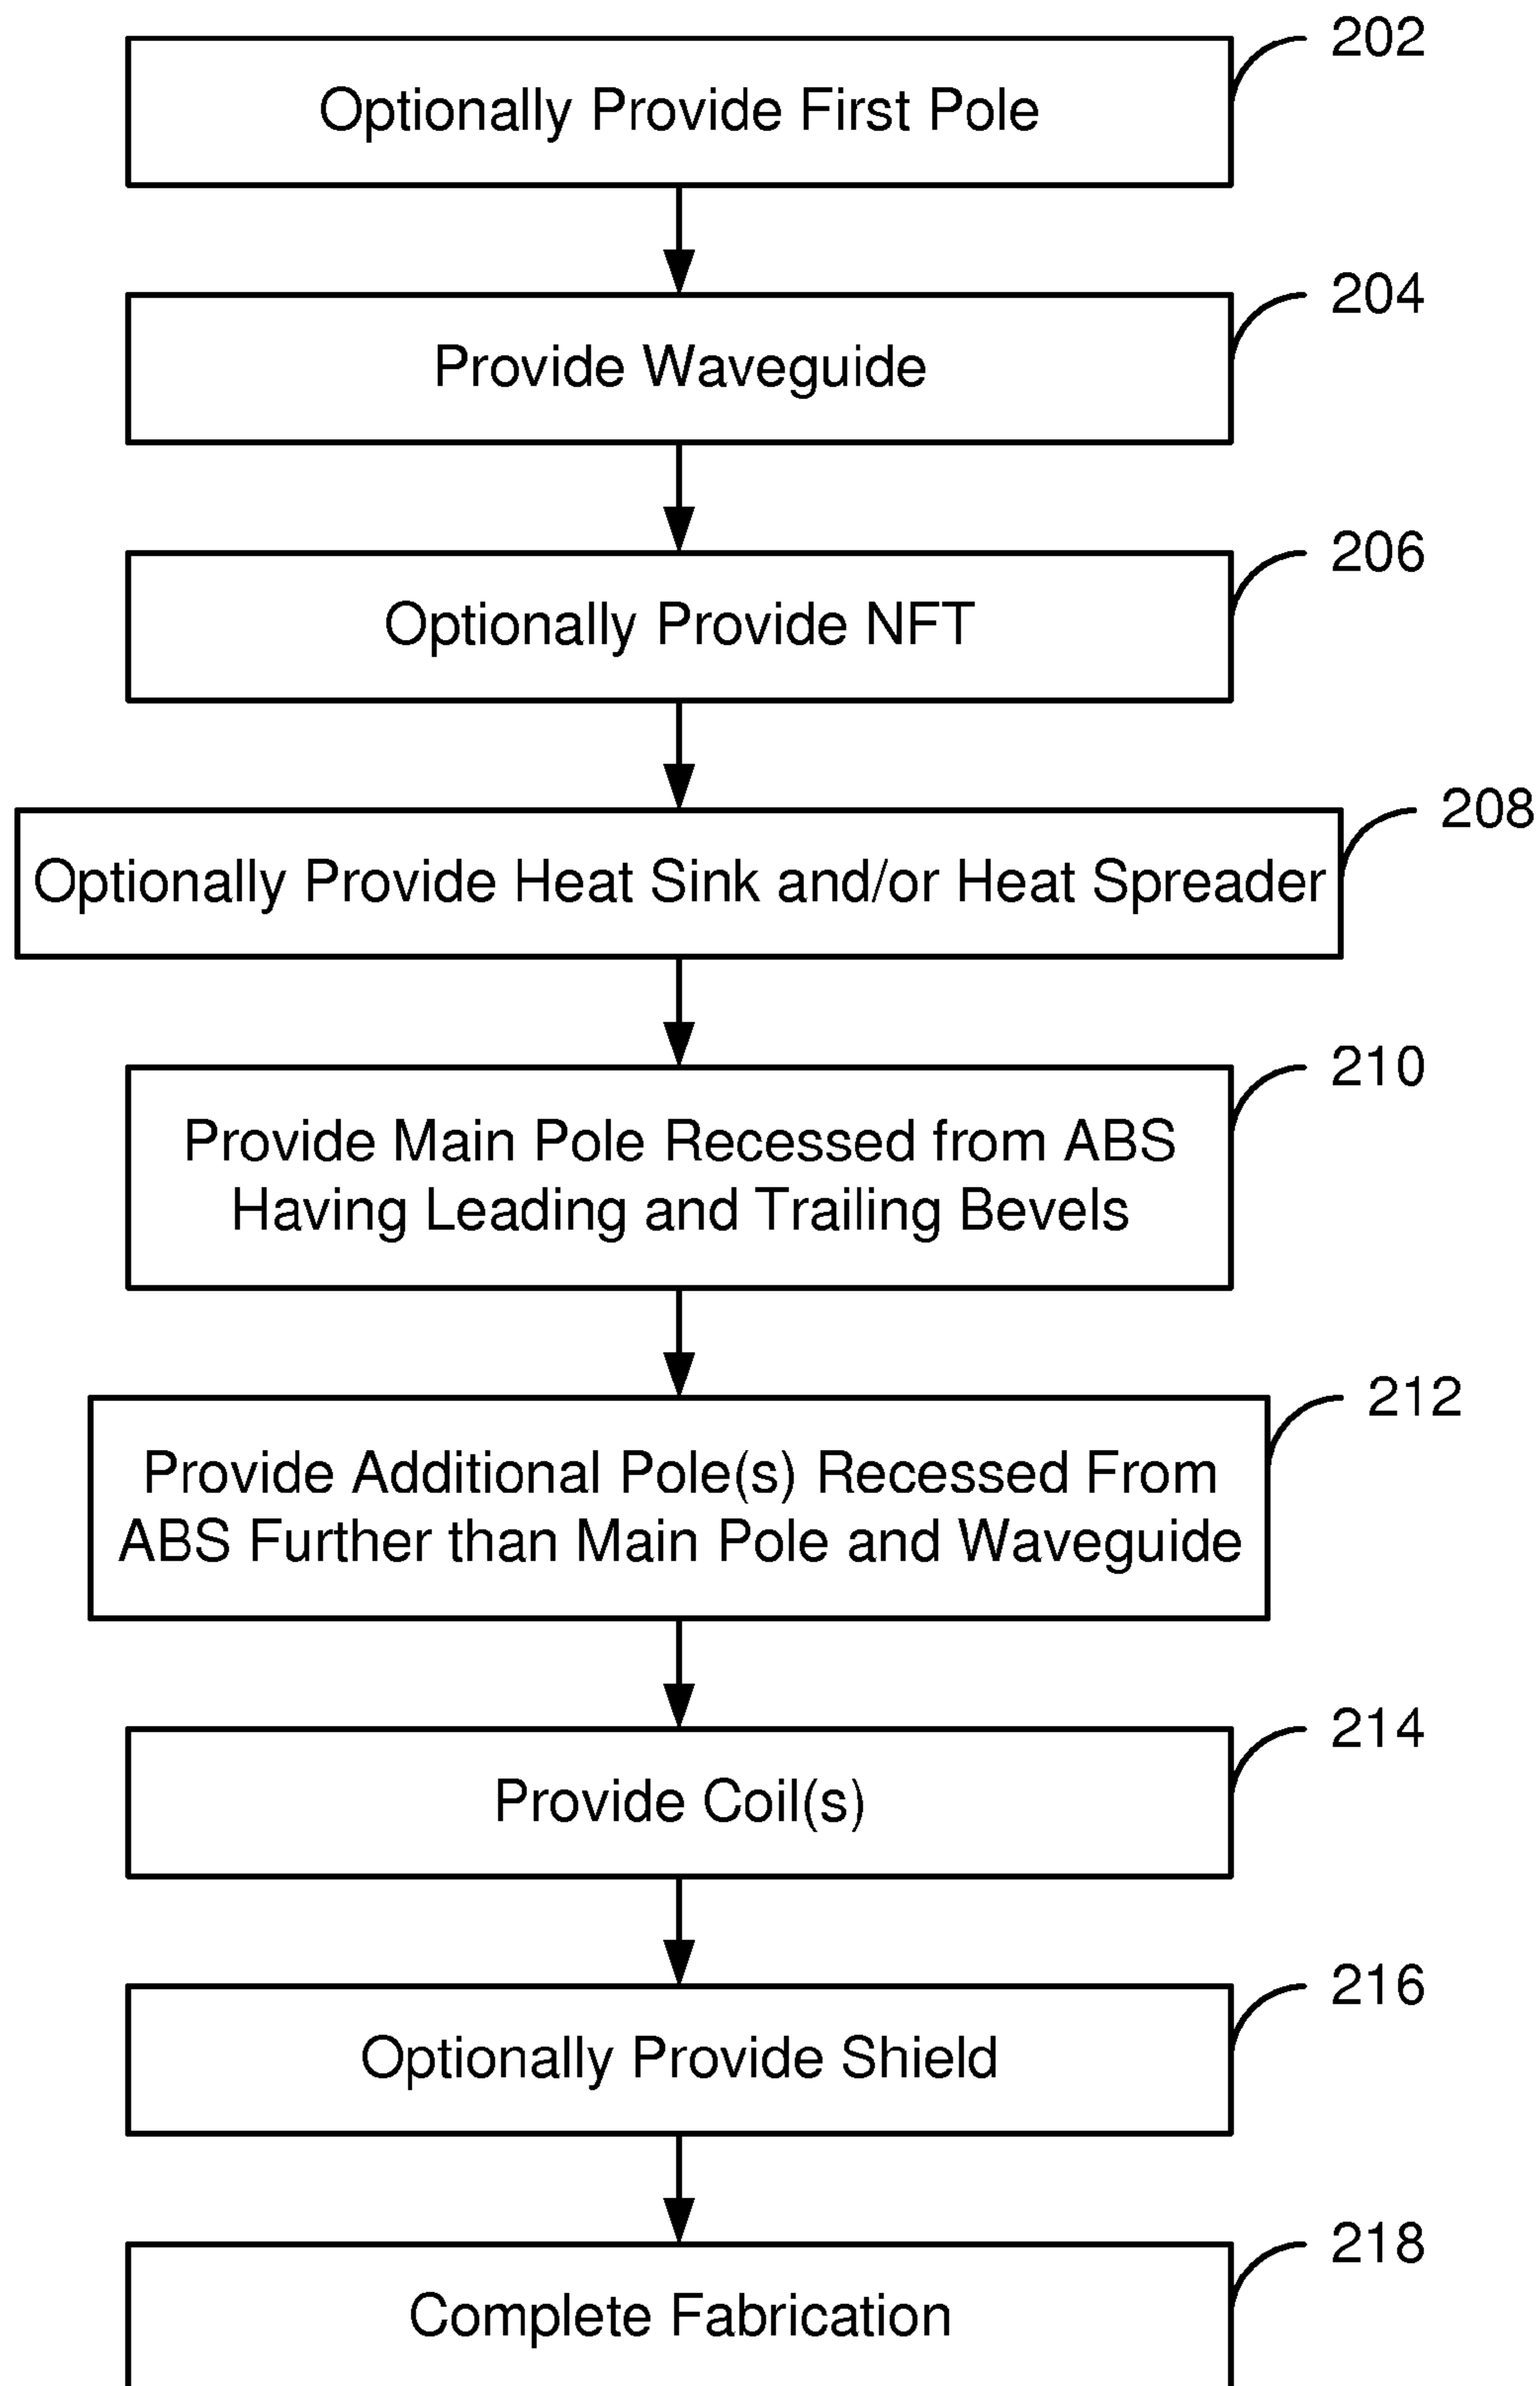 202
Optionally Provide First Pole
204
Provide Waveguide
206
Optionally Provide NFT
208
Optionally Provide Heat Sink and/or Heat Spreader
210
Provide Main Pole Recessed from ABS
Having Leading and Trailing Bevels
212
Provide Additional Pole(s) Recessed From
ABS Further than Main Pole and Waveguide
214
Provide Coil(s)
216
Optionally Provide Shield
218
Complete Fabrication